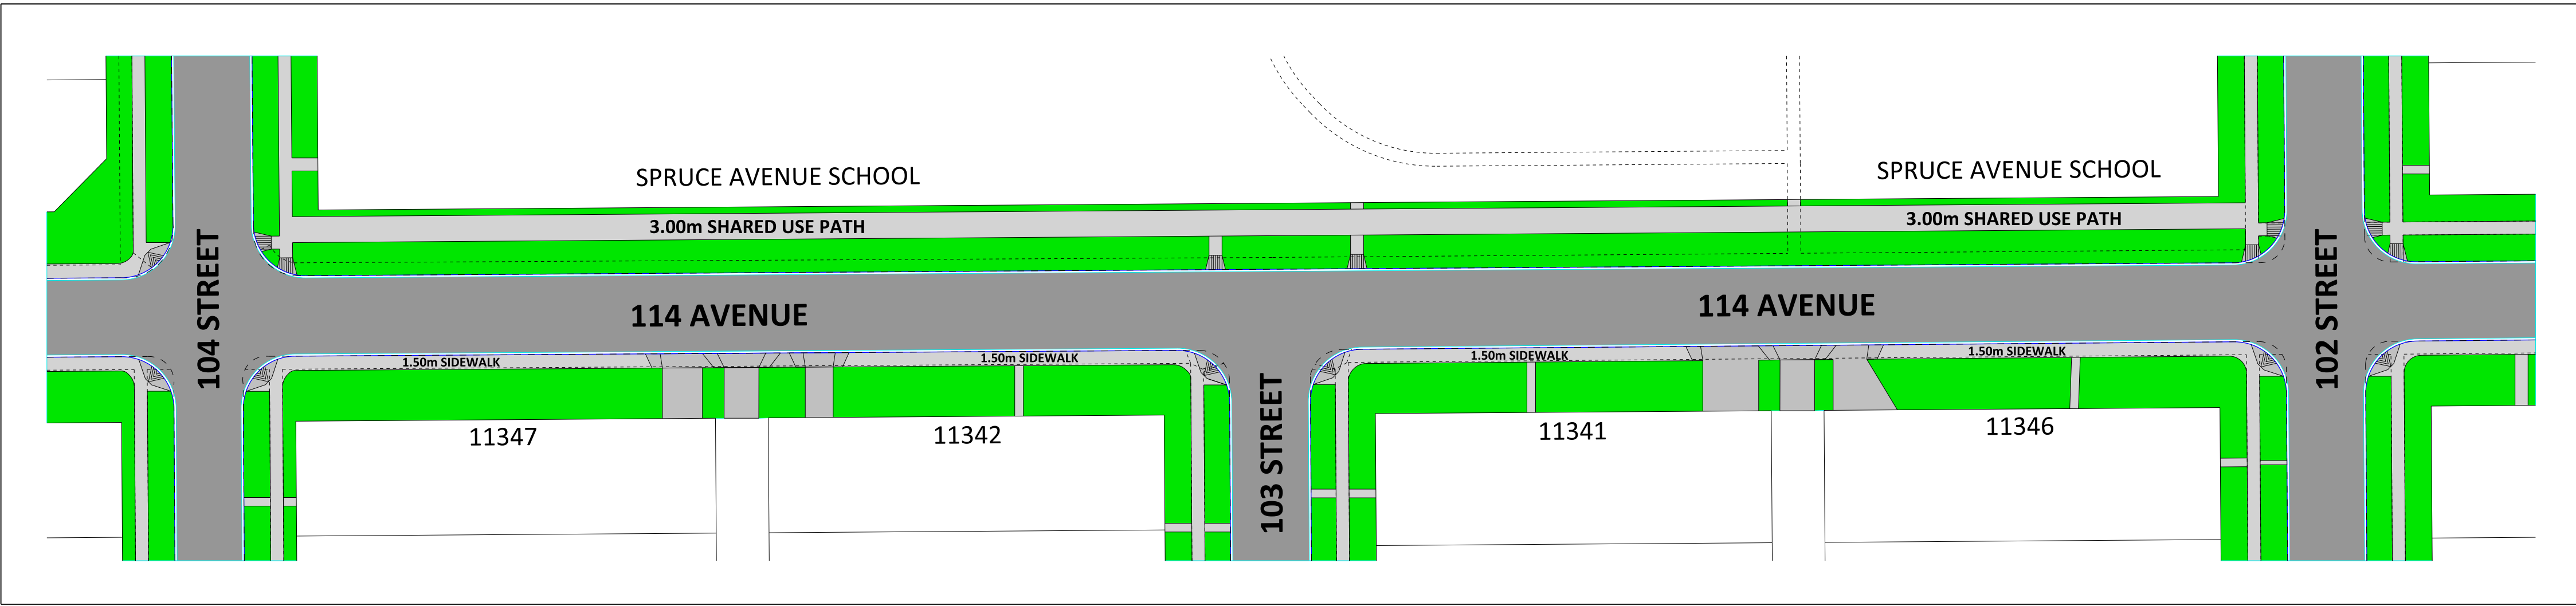 SPRUCE AVENUE SCHOOL
SPRUCE AVENUE SCHOOL
3.00m SHARED USE PATH
3.00m SHARED USE PATH
104 STREET
114 AVENUE
114 AVENUE
102 STREET
1.50m SIDEWALK
1.50m SIDEWALK
1.50m SIDEWALK
1.50m SIDEWALK
103 STREET
11347
11342
11341
11346